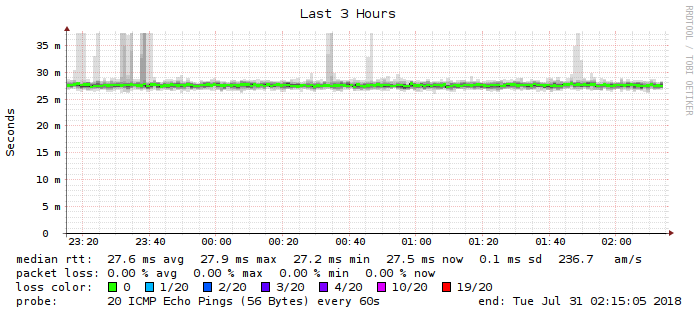 Last 3 Hours
RRDTOOL / TOBI OETIKER
Seconds
35 m
30 m
25 m
20 m
15 m
10 m
5 m
0
23:20 23:40 00:00 00:20 00:40 01:00 01:20 01:40 02:00
median rtt: 27.6 ms avg 27.9 ms max 27.2 ms min 27.5 ms now 0.1 ms sd 236.7 am/s
packet loss: 0.00 % avg 0.00 % max 0.00 % min 0.00 % now
loss color: 0 1/20 2/20 3/20 4/20 10/20 19/20
probe: 20 ICMP Echo Pings (56 Bytes) every 60s end: Tue Jul 31 02:15:05 2018